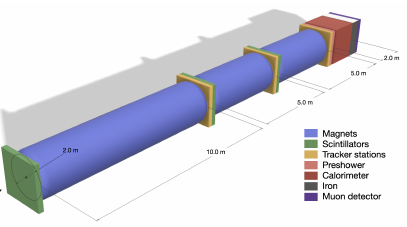 2.0 m
5.0 m
5.0 m
10.0 m
2.0 m
Magnets
Scintillators
Tracker stations
Preshower
Calorimeter
Iron
Muon detector